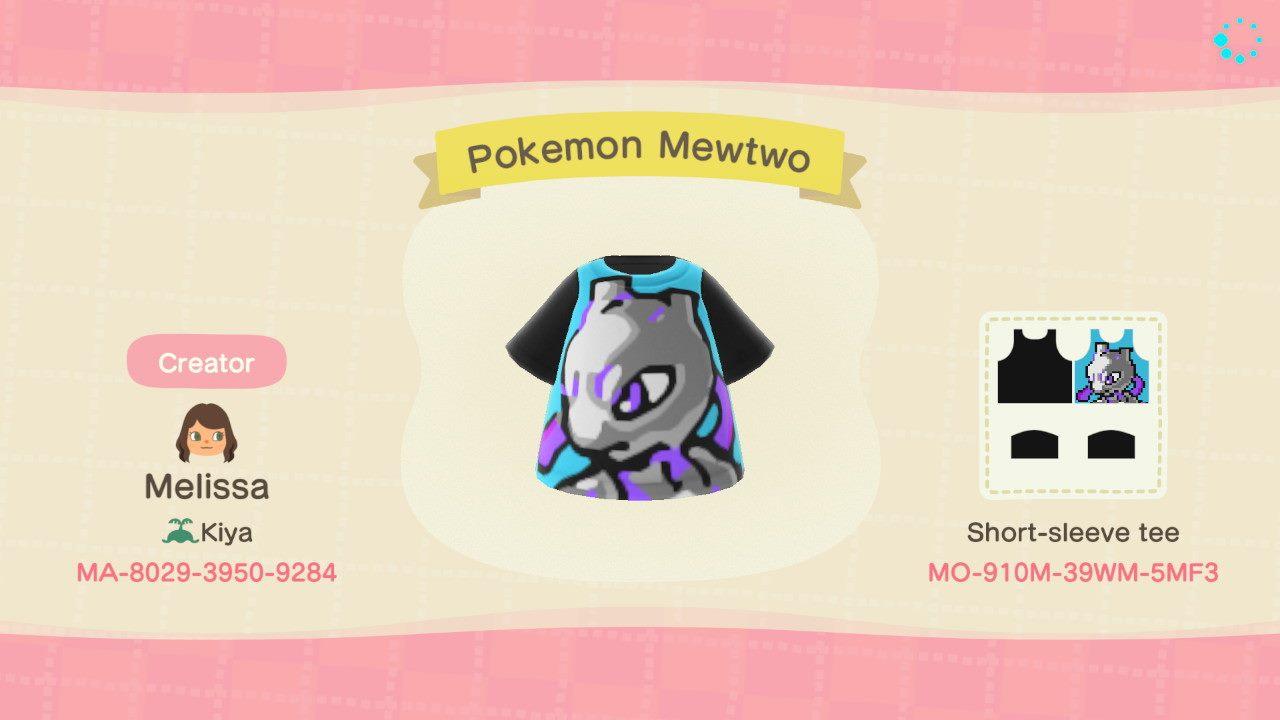 Pokemon Mewtwo
Creator
Melissa
Kiya
MA-8029-3950-9284
Short-sleeve tee
MO-910M-39WM-5MF3